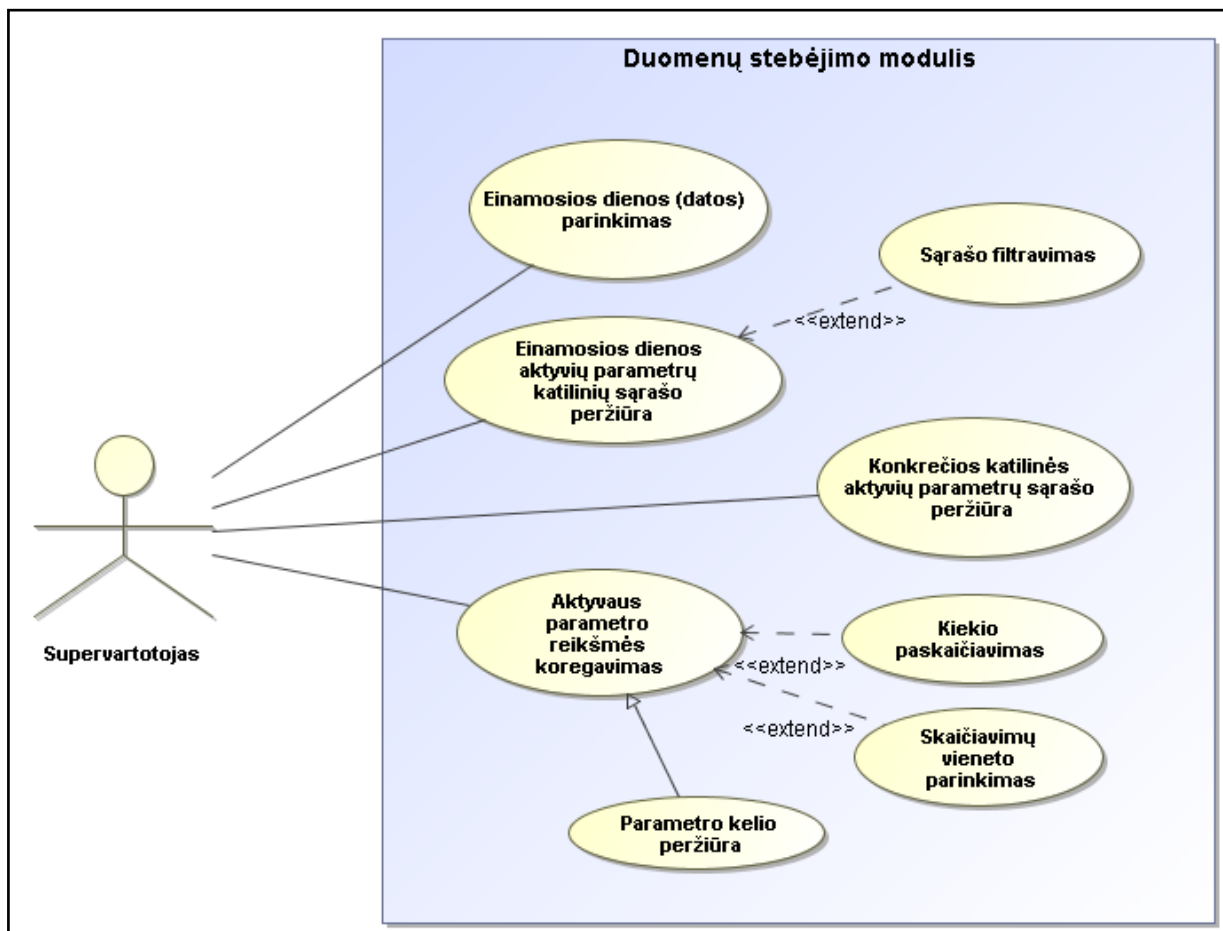 Duomenų stebėjimo modulis
Einamosios dienos (datos)
parinkimas
Sąrašo filtravimas
<<extend>>
Einamosios dienos
aktyvių parametrų
katilinių sąrašo
peržiūra
Konkrečios katilinės
aktyvių parametrų sąrašo
peržiūra
Aktyvaus
parametro
reikšmės
koregavimas
Kiekio
paskaičiavimas
<<extend>>
<<extend>>
Skaičiavimų
vieneto
parinkimas
Parametro kelio
peržiūra
Supervartotojas